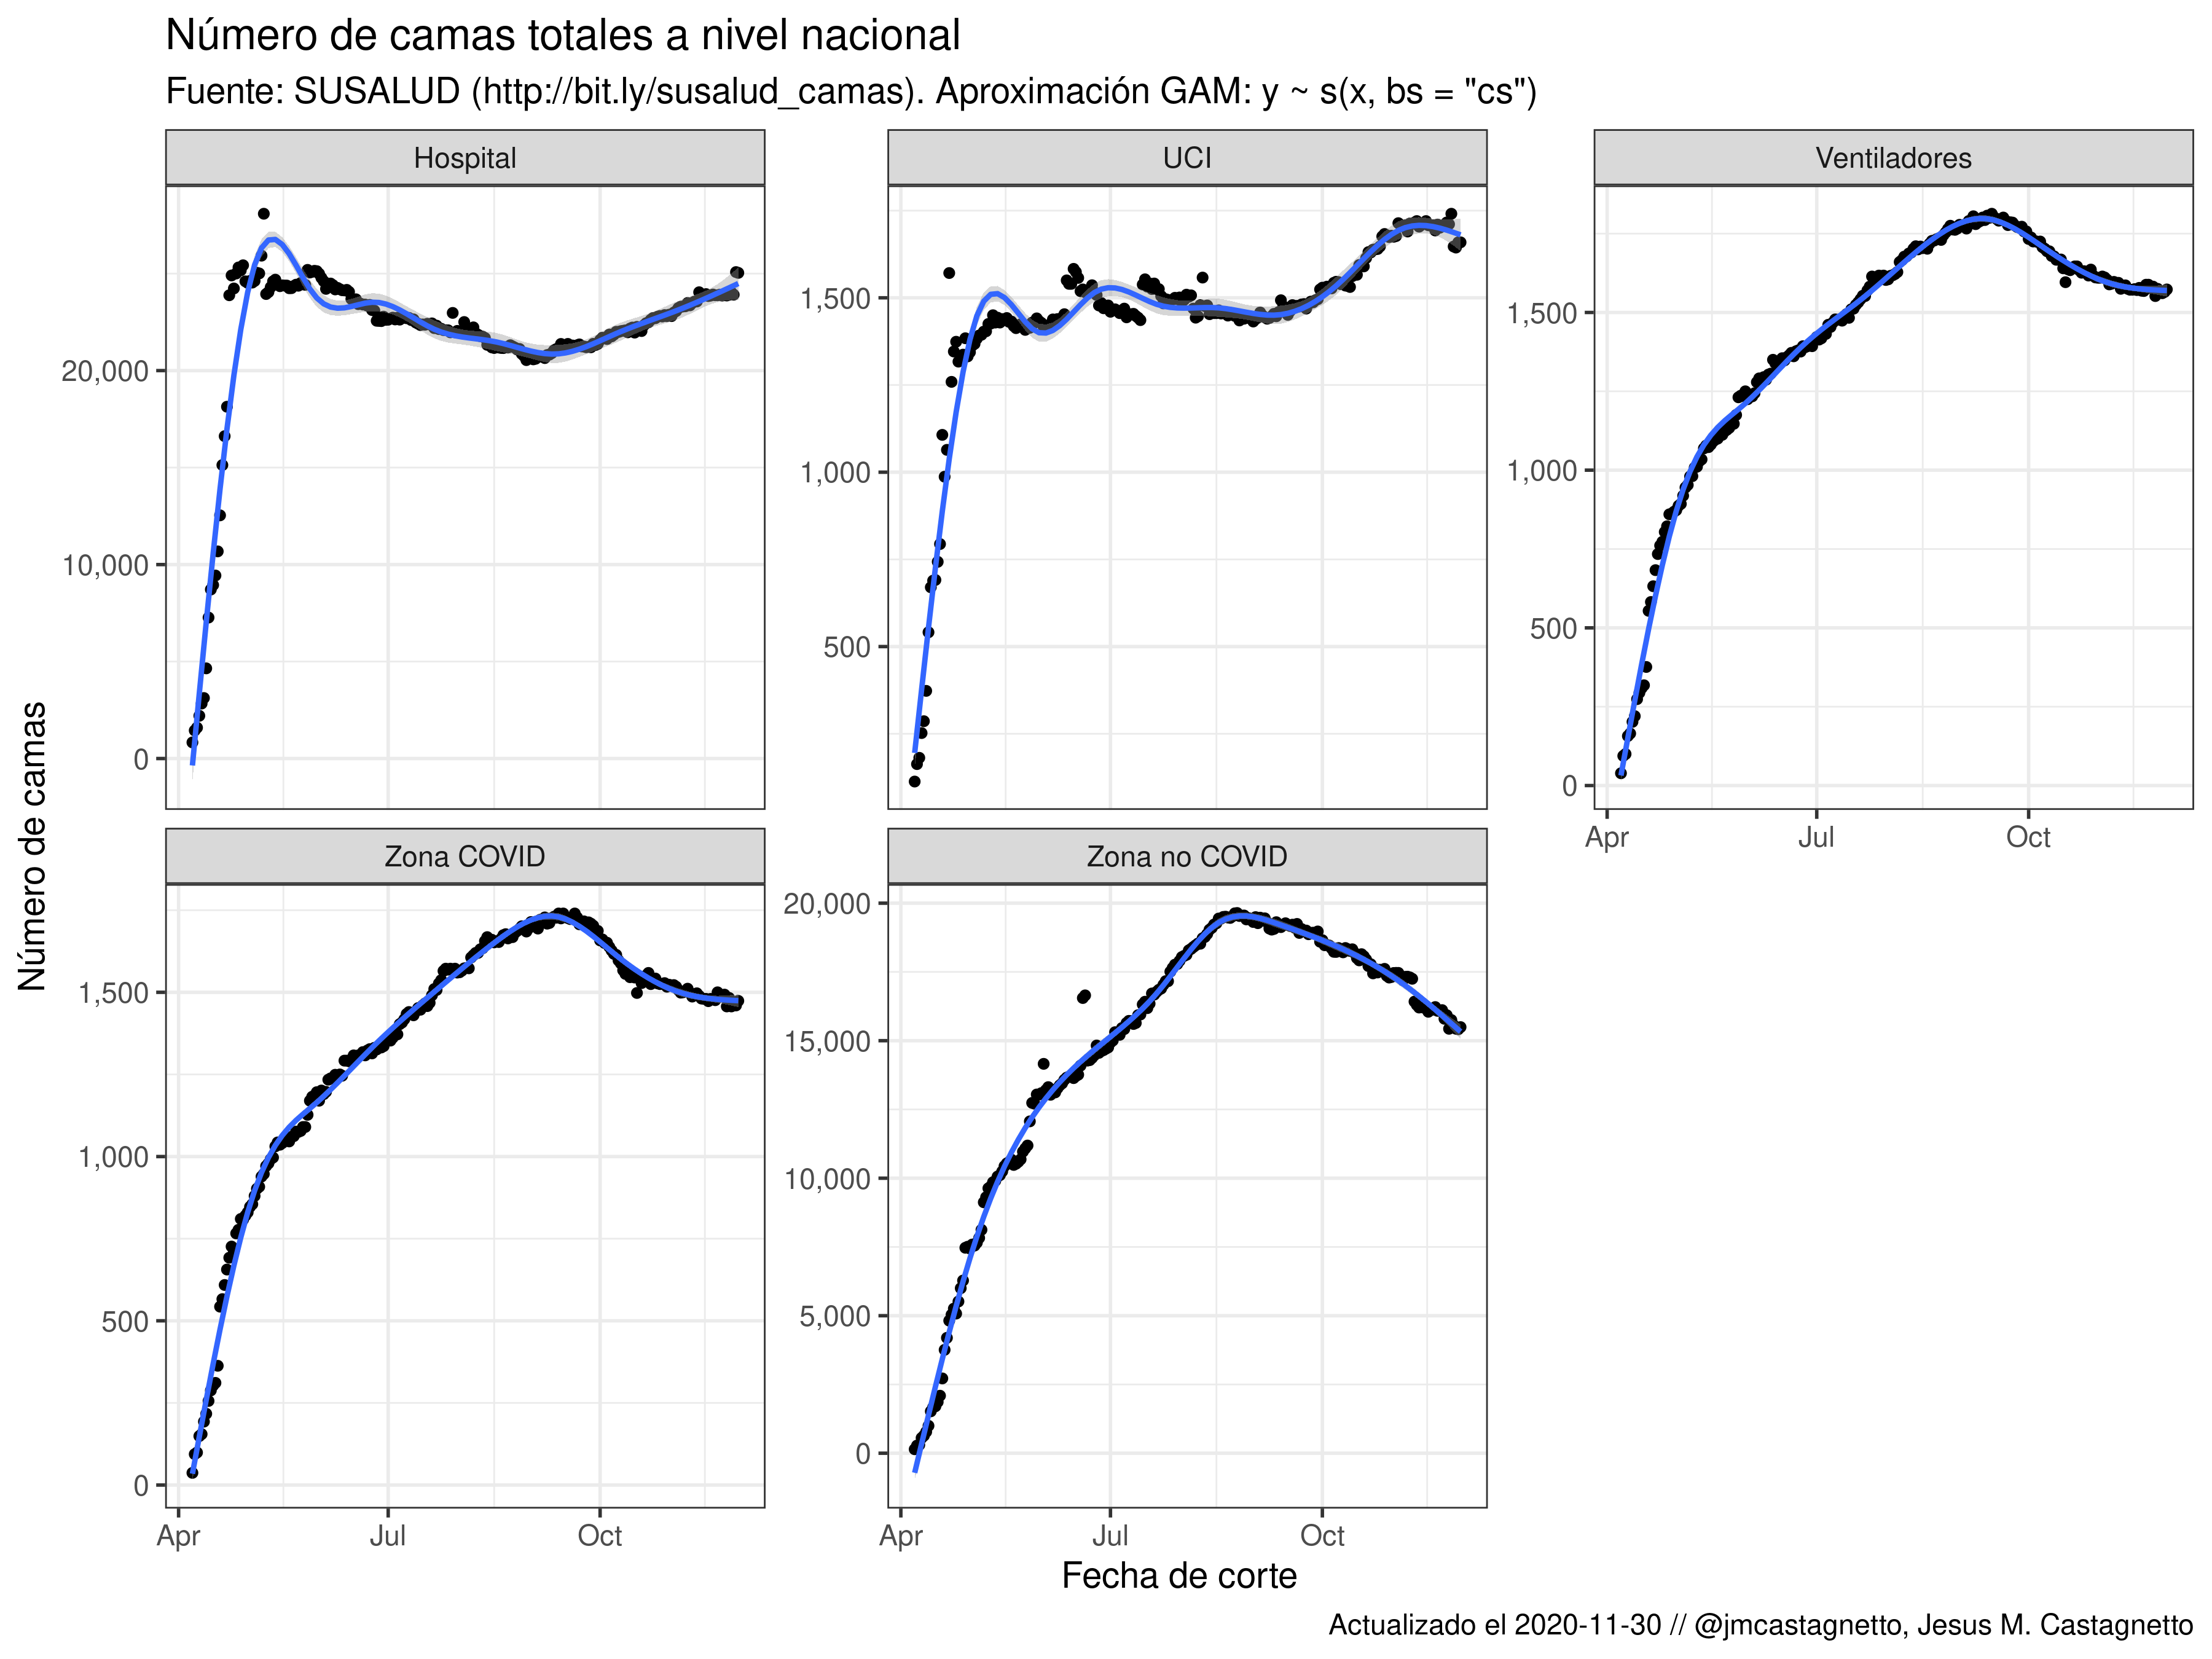 Número de camas totales a nivel nacional
Fuente: SUSALUD (http://bit.ly/susalud_camas). Aproximación GAM: y ~ s(x, bs = "cs")
Hospital
UCI
Ventiladores
20,000
10,000
0
1,500
1,000
500
1,500
1,000
500
0
Apr
Jul
Oct
Número de camas
Zona COVID
Zona no COVID
1,500
1,000
500
0
20,000
15,000
10,000
5,000
0
Apr
Jul
Oct
Apr
Jul
Oct
Fecha de corte
Actualizado el 2020-11-30 // @jmcastagnetto, Jesus M. Castagnetto